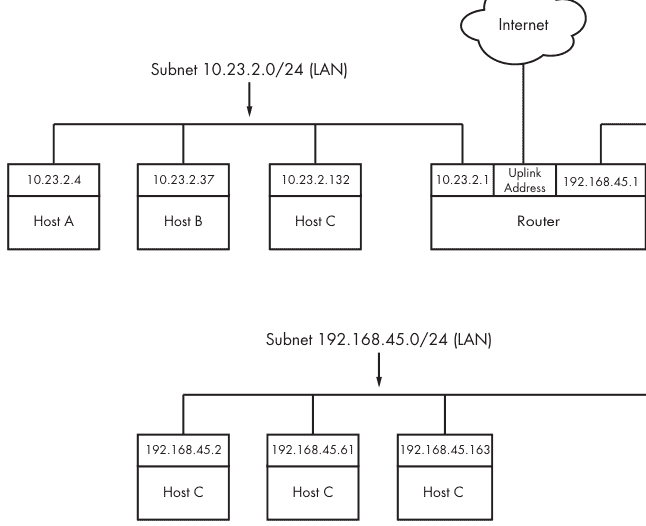 Internet
Subnet 10.23.2.0/24 (LAN)
10.23.2.4
10.23.2.37
10.23.2.132
10.23.2.1
Uplink
Address
192.168.45.1
Host A
Host B
Host C
Router
Subnet 192.168.45.0/24 (LAN)
192.168.45.2
192.168.45.61
192.168.45.163
Host C
Host C
Host C